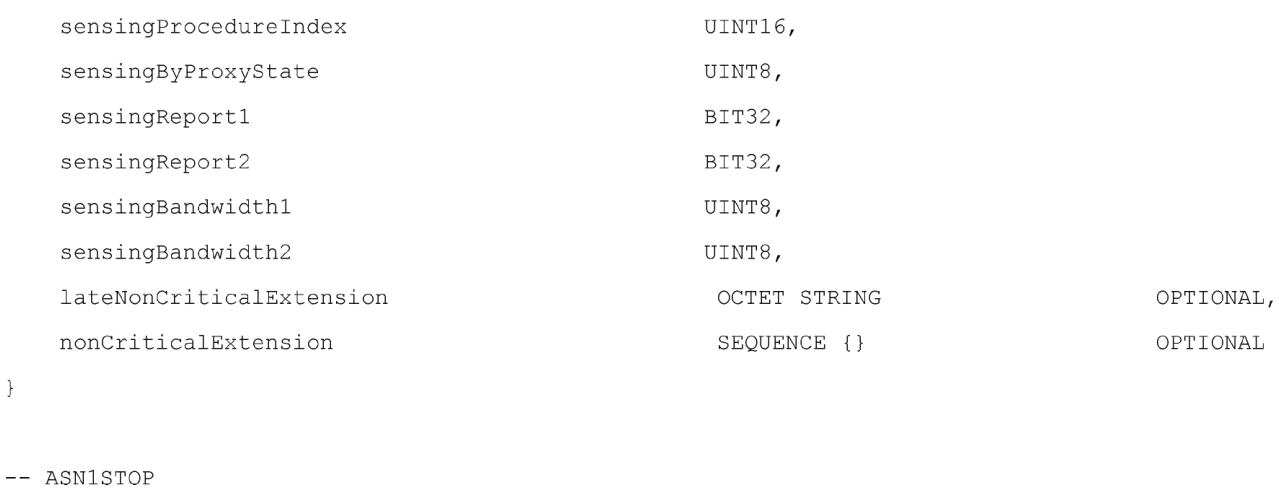 sensingProcedureIndex UINT16,
sensingByProxyState UINT8,
sensingReport1 BIT32,
sensingReport2 BIT32,
sensingBandwidth1 UINT8,
sensingBandwidth2 UINT8,
lateNonCriticalExtension OCTET STRING OPTIONAL,
nonCriticalExtension SEQUENCE {} OPTIONAL
}
-- ASN1STOP